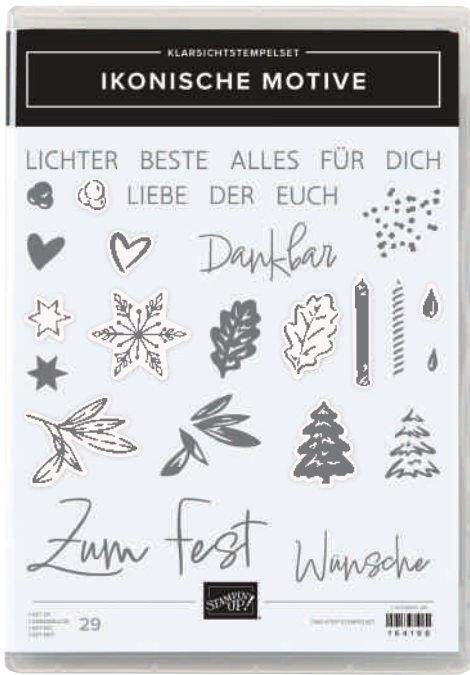 KLARSICHTSTEMPELSET
IKONISCHE MOTIVE
LICHTER BESTE ALLES FÜR DICH
LIEBE DER EUCH
Dankbar
Zum Fest
Wünsche
STAMPIN' UP!
29